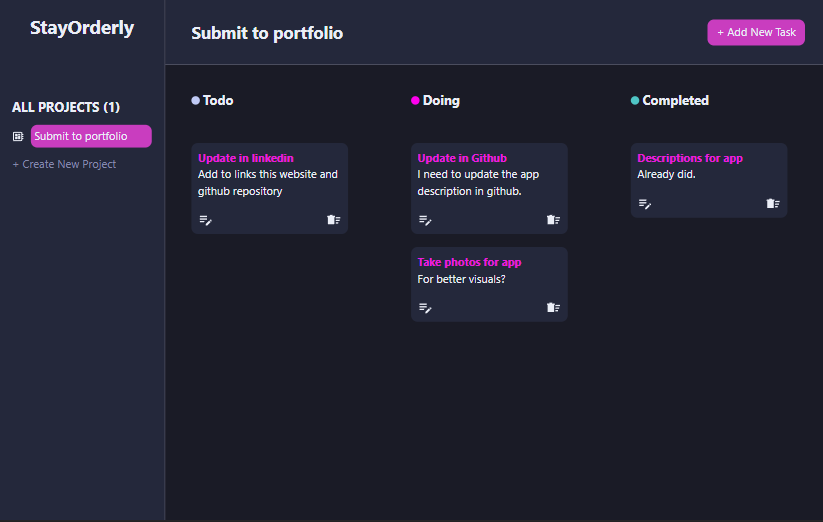 StayOrderly
Submit to portfolio
+ Add New Task
ALL PROJECTS (1)
Submit to portfolio
+ Create New Project
Todo
Update in linkedin
Add to links this website and
github repository
Doing
Update in Github
I need to update the app
description in github.
Take photos for app
For better visuals?
Completed
Descriptions for app
Already did.